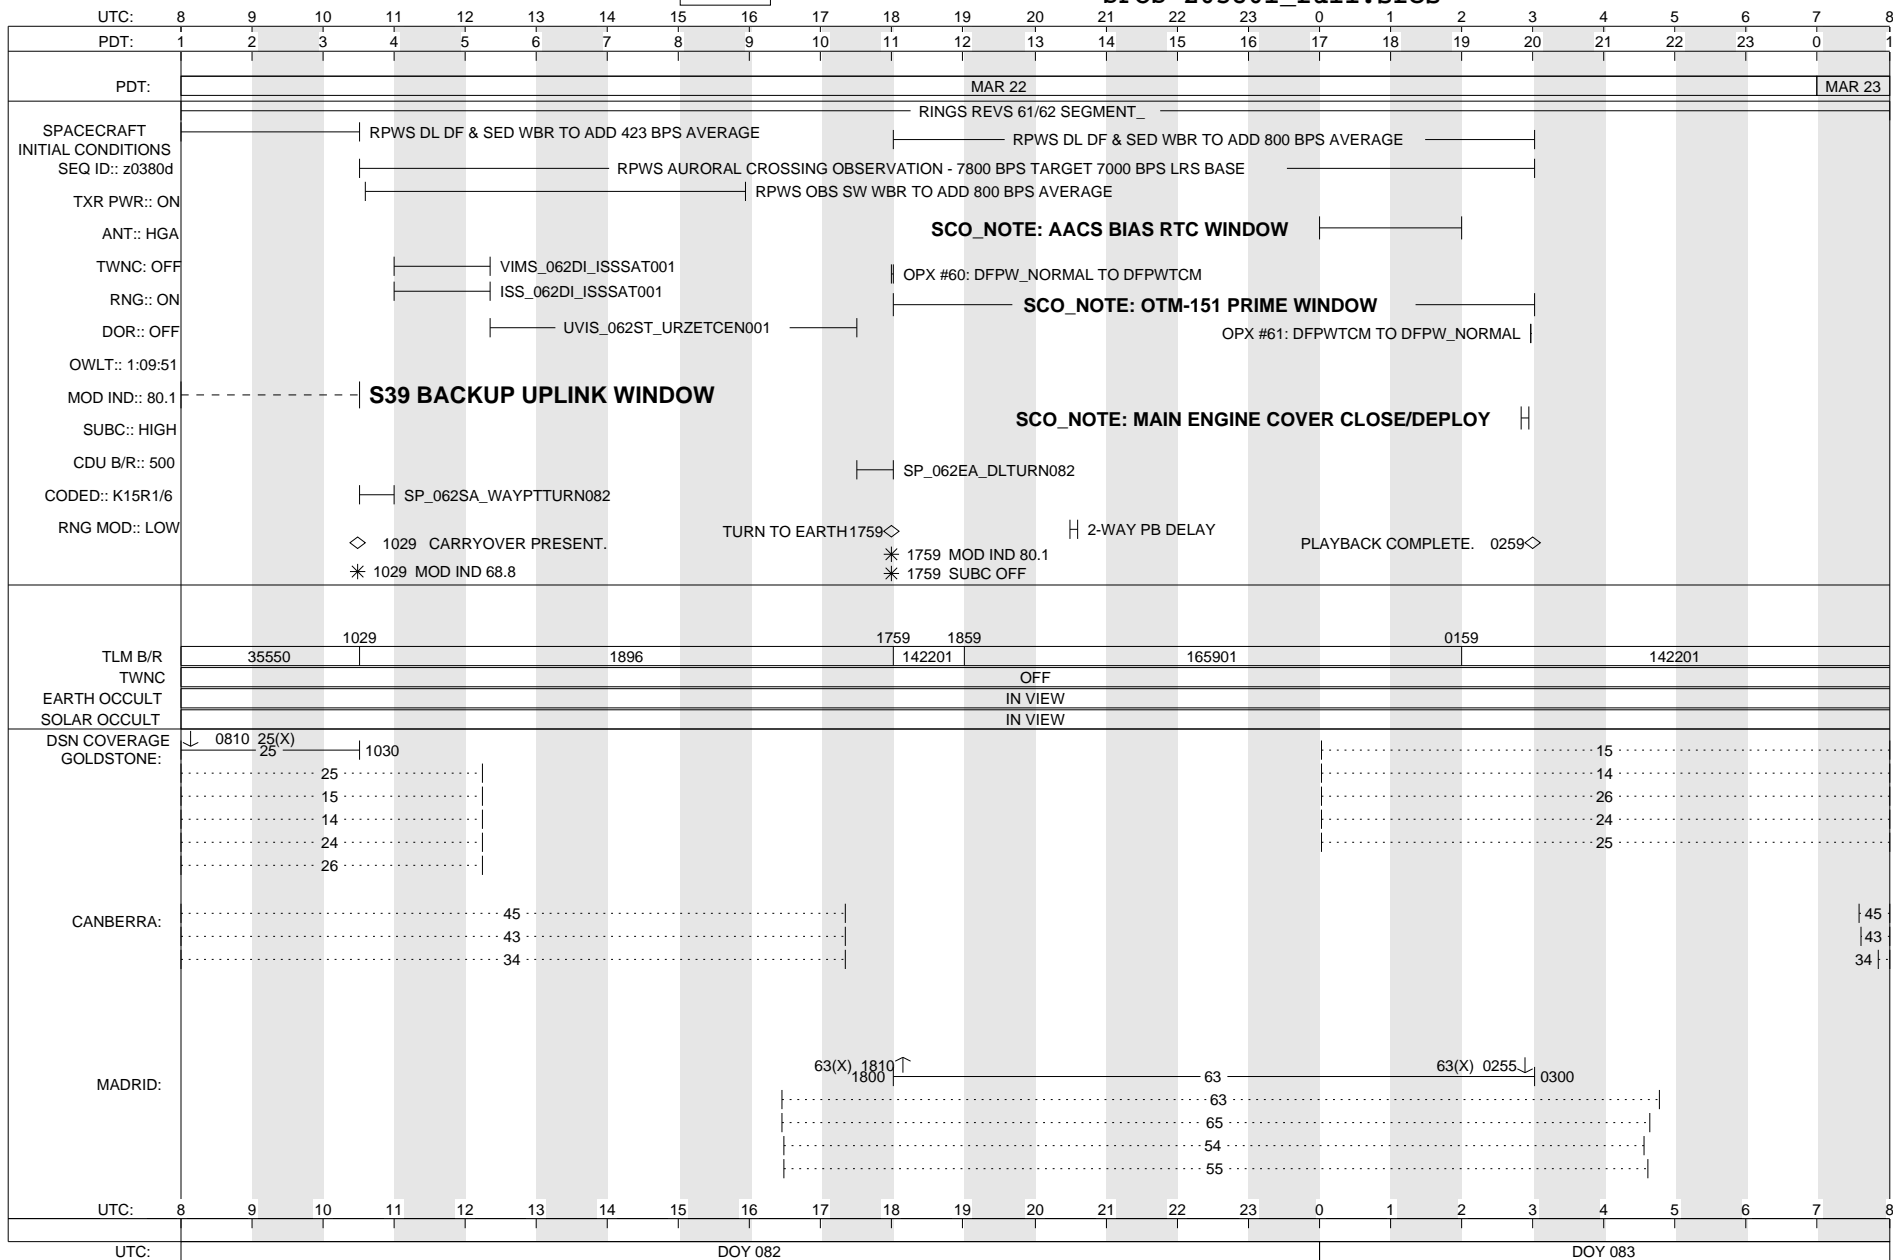 UTC: 8 9 10 11 12 13 14 15 16 17 18 19 20 21 22 23 0 1 2 3 4 5 6 7 8
PDT: 1 2 3 4 5 6 7 8 9 10 11 12 13 14 15 16 17 18 19 20 21 22 23 0 1
PDT: MAR 22 MAR 23
RINGS REVS 61/62 SEGMENT_
SPACECRAFT
INITIAL CONDITIONS
RPWS DL DF & SED WBR TO ADD 423 BPS AVERAGE
RPWS DL DF & SED WBR TO ADD 800 BPS AVERAGE
SEQ ID:: z0380d
RPWS AURORAL CROSSING OBSERVATION - 7800 BPS TARGET 7000 BPS LRS BASE
TXR PWR:: ON
RPWS OBS SW WBR TO ADD 800 BPS AVERAGE
ANT:: HGA
SCO_NOTE: AACS BIAS RTC WINDOW
TWNC: OFF
VIMS_062DI_ISSSAT001
OPX #60: DFPW_NORMAL TO DFPWTCM
RNG:: ON
ISS_062DI_ISSSAT001
SCO_NOTE: OTM-151 PRIME WINDOW
DOR:: OFF
UVIS_062ST_URZETCEN001
OPX #61: DFPWTCM TO DFPW_NORMAL
OWLT:: 1:09:51
MOD IND:: 80.1
S39 BACKUP UPLINK WINDOW
SCO_NOTE: MAIN ENGINE COVER CLOSE/DEPLOY
SUBC:: HIGH
CDU B/R:: 500
SP_062EA_DLTURN082
CODED:: K15R1/6
SP_062SA_WAYPTTURN082
RNG MOD:: LOW
TURN TO EARTH 1759
2-WAY PB DELAY
1029 CARRYOVER PRESENT.
PLAYBACK COMPLETE. 0259
1759 MOD IND 80.1
1029 MOD IND 68.8
1759 SUBC OFF
1029 1759 1859 0159
TLM B/R 35550 1896 142201 165901 142201
TWNC OFF
EARTH OCCULT IN VIEW
SOLAR OCCULT IN VIEW
DSN COVERAGE
GOLDSTONE:
0810 25(X)
25 1030
15
25 14
15 26
14 24
24 25
26
CANBERRA:
45 45
43 43
34 34
MADRID:
63(X) 1810 63(X) 0255
1800 63 0300
63
65
54
55
UTC: 8 9 10 11 12 13 14 15 16 17 18 19 20 21 22 23 0 1 2 3 4 5 6 7 8
UTC: DOY 082 DOY 083